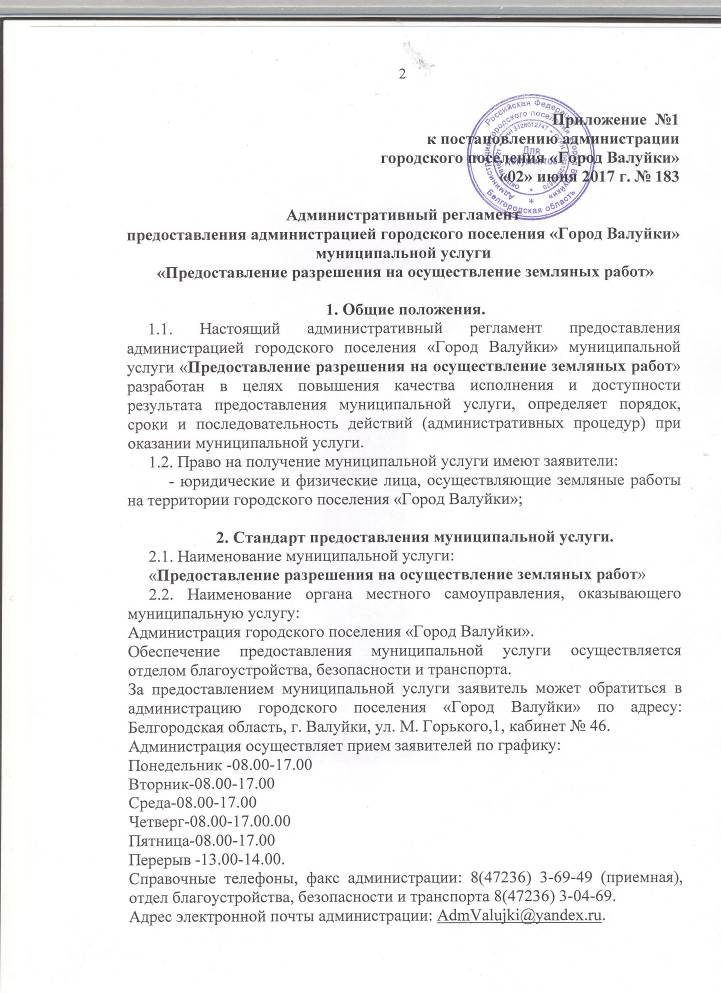 2
Приложение №1
к постановлению администрации
городского поселения «Город Валуйки»
«02» июня 2017 г. № 183
Российская Федерация
Белгородская область
Для
документов
Административный регламент
предоставления администрацией городского поселения «Город Валуйки»
муниципальной услуги
«Предоставление разрешения на осуществление земляных работ»
1. Общие положения.
1.1. Настоящий административный регламент предоставления
администрацией городского поселения «Город Валуйки» муниципальной
услуги «Предоставление разрешения на осуществление земляных работ»
разработан в целях повышения качества исполнения и доступности
результата предоставления муниципальной услуги, определяет порядок,
сроки и последовательность действий (административных процедур) при
оказании муниципальной услуги.
1.2. Право на получение муниципальной услуги имеют заявители:
- юридические и физические лица, осуществляющие земляные работы
на территории городского поселения «Город Валуйки»;
2. Стандарт предоставления муниципальной услуги.
2.1. Наименование муниципальной услуги:
«Предоставление разрешения на осуществление земляных работ»
2.2. Наименование органа местного самоуправления, оказывающего
муниципальную услугу:
Администрация городского поселения «Город Валуйки».
Обеспечение предоставления муниципальной услуги осуществляется
отделом благоустройства, безопасности и транспорта.
За предоставлением муниципальной услуги заявитель может обратиться в
администрацию городского поселения «Город Валуйки» по адресу:
Белгородская область, г. Валуйки, ул. М. Горького,1, кабинет № 46.
Администрация осуществляет прием заявителей по графику:
Понедельник -08.00-17.00
Вторник-08.00-17.00
Среда-08.00-17.00
Четверг-08.00-17.00.00
Пятница-08.00-17.00
Перерыв -13.00-14.00.
Справочные телефоны, факс администрации: 8(47236) 3-69-49 (приемная),
отдел благоустройства, безопасности и транспорта 8(47236) 3-04-69.
Адрес электронной почты администрации: AdmValujki@yandex.ru.